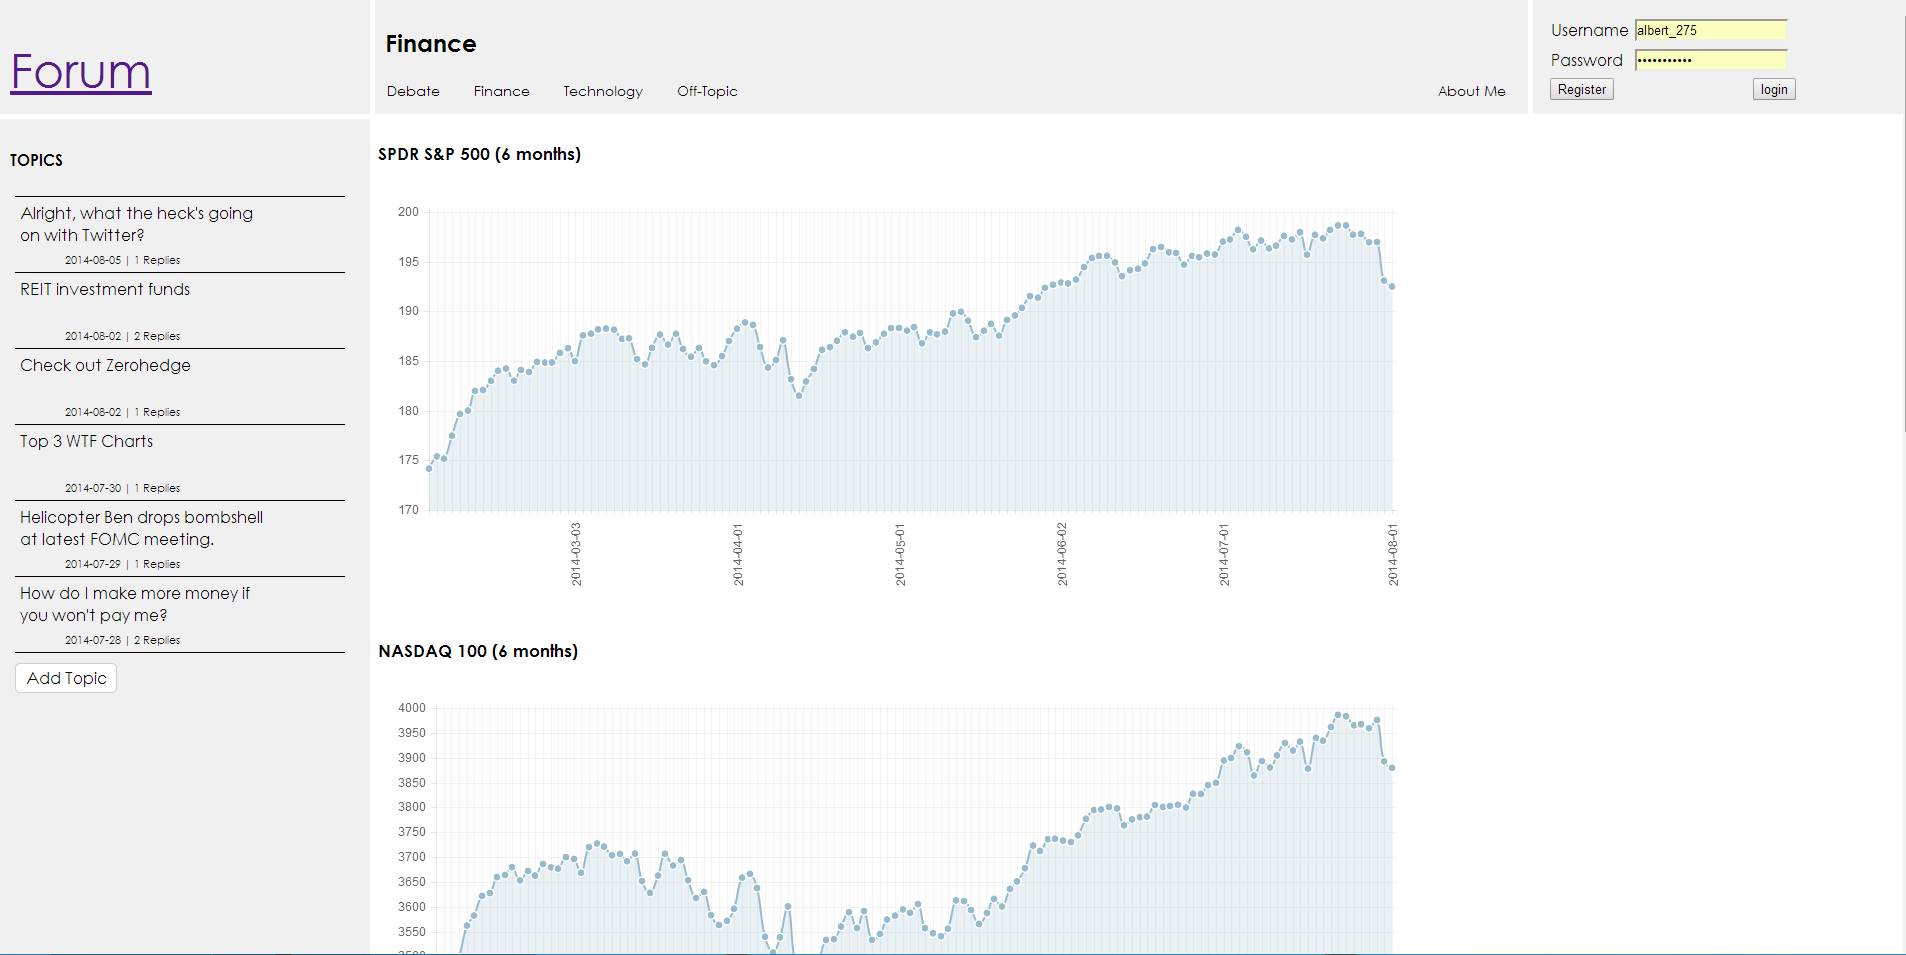 Forum
Finance
Debate Finance Technology Off-Topic About Me
Username albert_275
Password •••••••••••
Register login
TOPICS
Alright, what the heck's going
on with Twitter?
2014-08-05 | 1 Replies
REIT investment funds
2014-08-02 | 2 Replies
Check out Zerohedge
2014-08-02 | 1 Replies
Top 3 WTF Charts
2014-07-30 | 1 Replies
Helicopter Ben drops bombshell
at latest FOMC meeting.
2014-07-29 | 1 Replies
How do I make more money if
you won't pay me?
2014-07-28 | 2 Replies
Add Topic
SPDR S&P 500 (6 months)
200
195
190
185
180
175
170
2014-03-03 2014-04-01 2014-05-01 2014-06-02 2014-07-01 2014-08-01
NASDAQ 100 (6 months)
4000
3950
3900
3850
3800
3750
3700
3650
3600
3550
3500